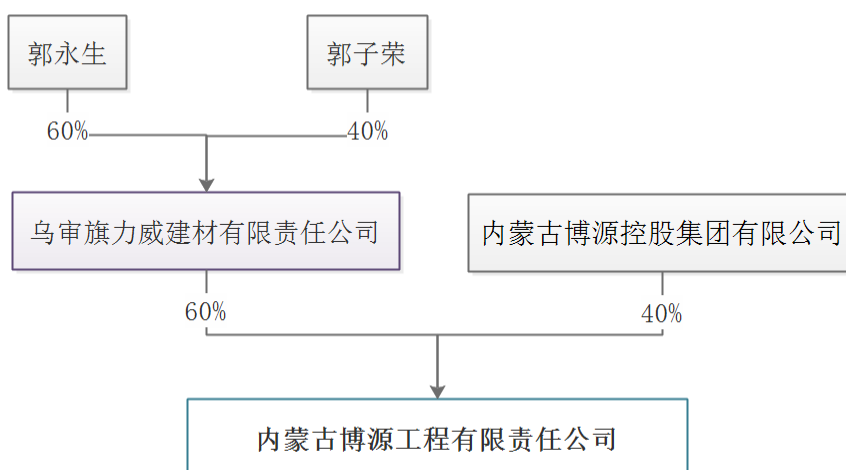 郭永生
郭子荣
60%
40%
乌审旗力威建材有限责任公司
内蒙古博源控股集团有限公司
60%
40%
内蒙古博源工程有限责任公司